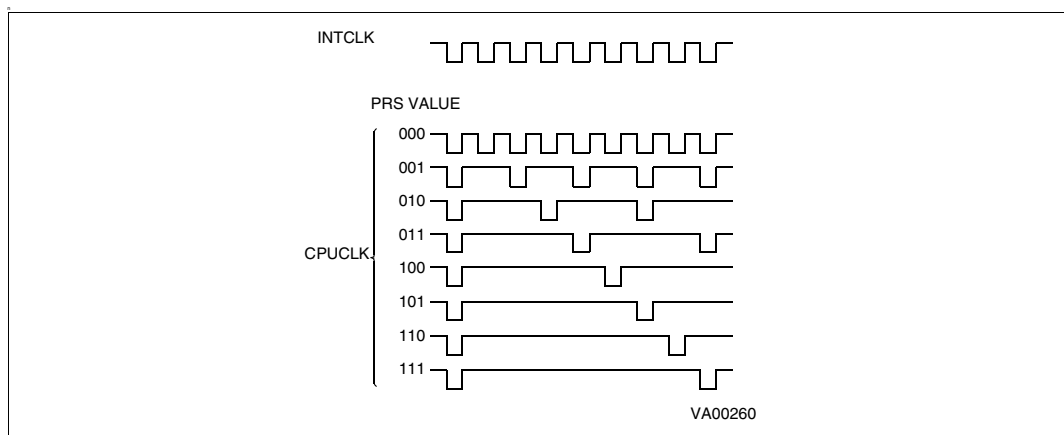 INTCLK
PRS VALUE
000
001
010
011
CPUCLK
100
101
110
111
VA00260